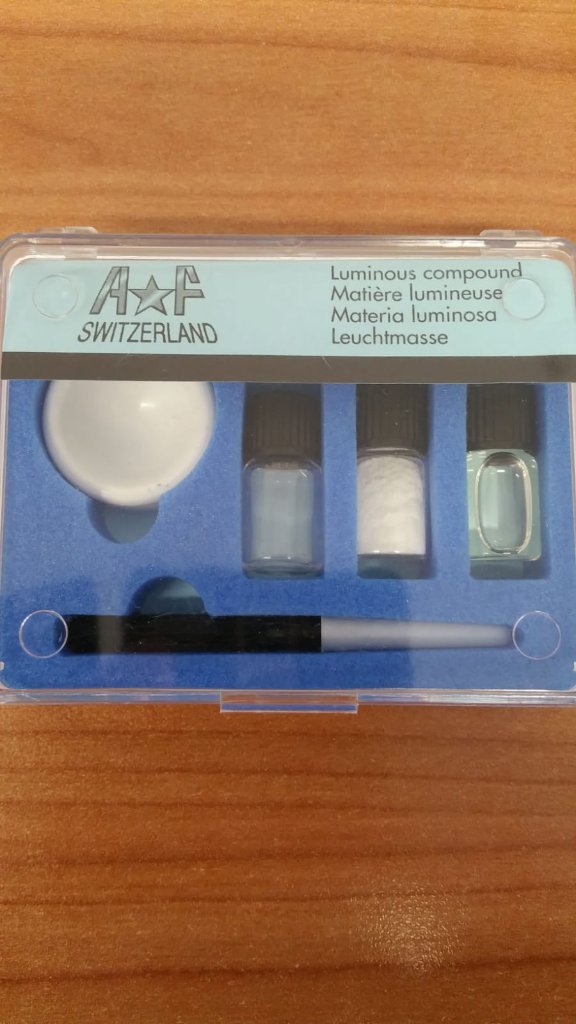 A★F
SWITZERLAND
Luminous compound
Matière lumineuse
Materia luminosa
Leuchtmasse